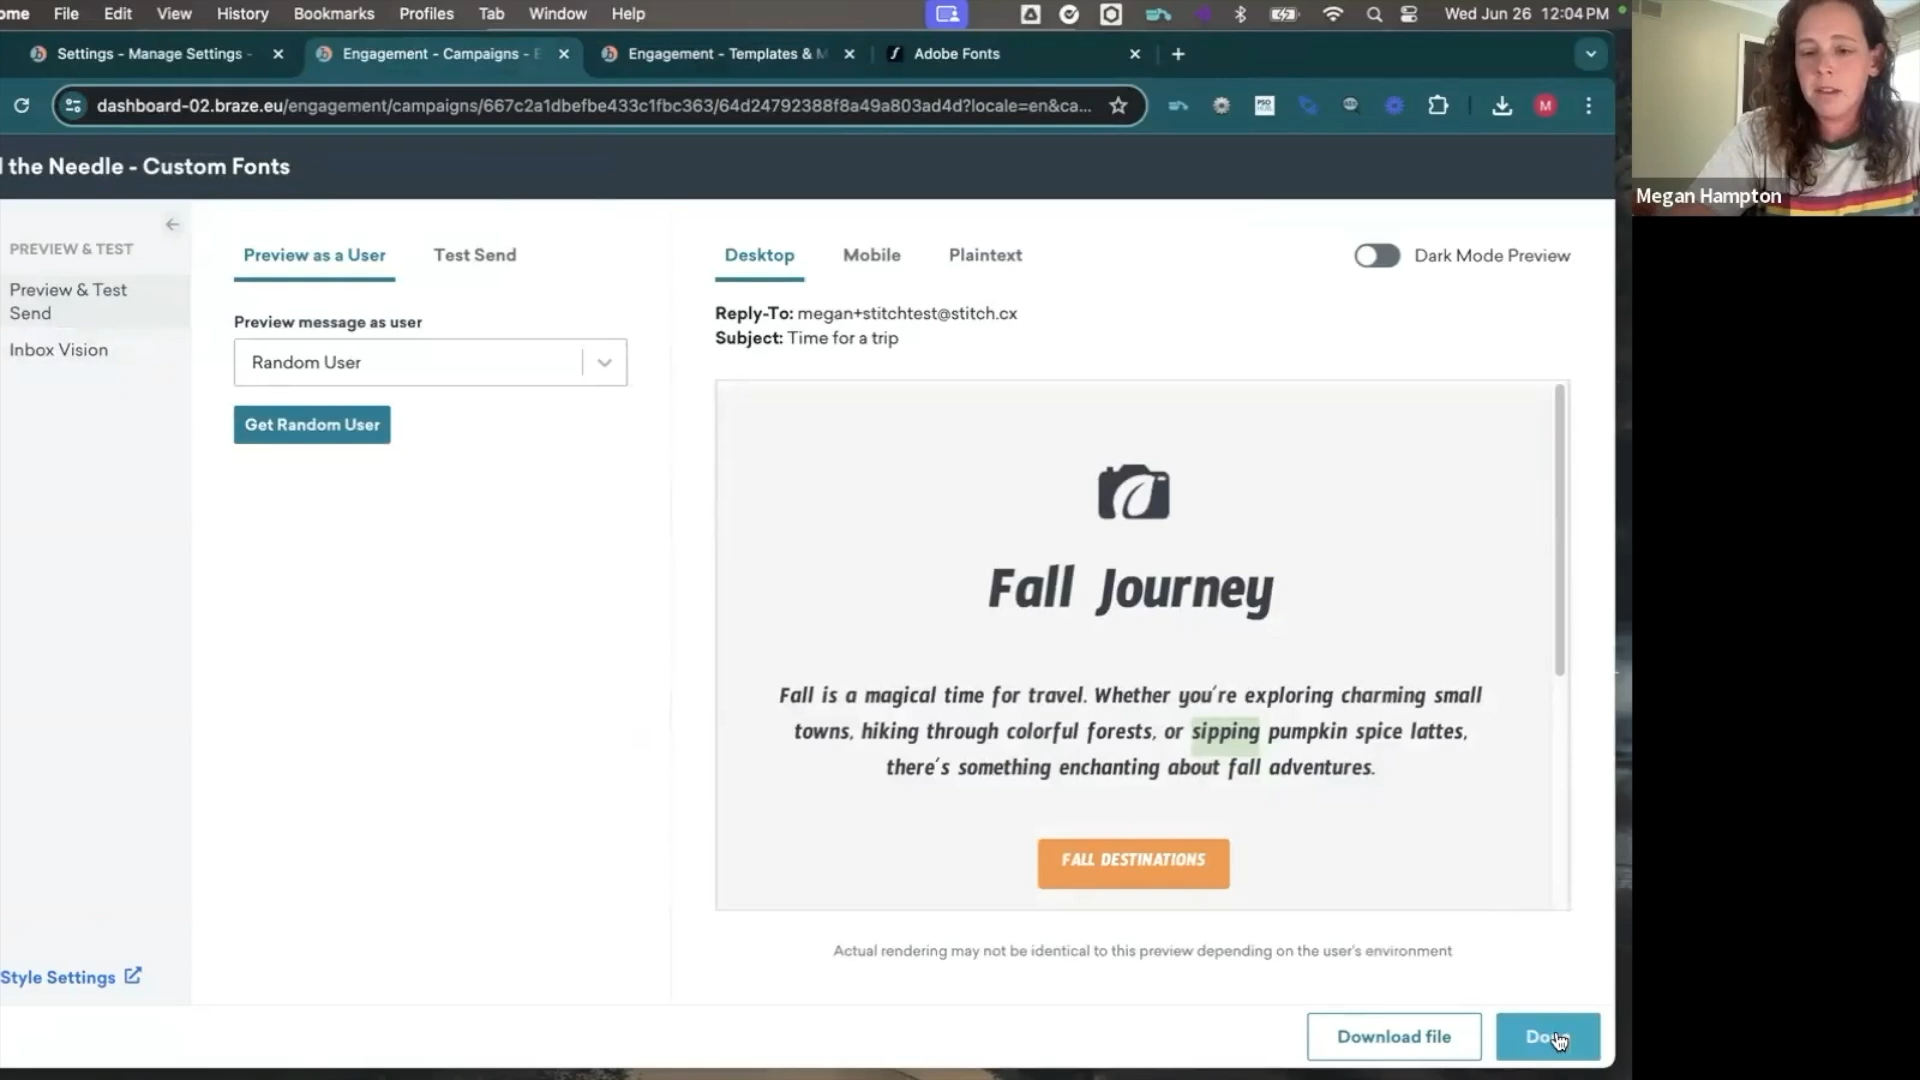 ome File Edit View History Bookmarks Profiles Tab Window Help Wed Jun 26 12:04 PM
Settings - Manage Settings - Engagement - Campaigns - E Engagement - Templates & M Adobe Fonts
dashboard-02.braze.eu/engagement/campaigns/667c2a1dbefbe433c1fbc363/64d24792388f8a49a803ad4d?locale=en&ca... M
Megan Hampton
the Needle - Custom Fonts
PREVIEW & TEST
Preview & Test
Send
Inbox Vision
Style Settings
Preview as a User Test Send
Preview message as user
Random User
Get Random User
Desktop Mobile Plaintext Dark Mode Preview
Reply-To: megan+stitchtest@stitch.cx
Subject: Time for a trip
Fall Journey
Fall is a magical time for travel. Whether you're exploring charming small
towns, hiking through colorful forests, or sipping pumpkin spice lattes,
there's something enchanting about fall adventures.
FALL DESTINATIONS
Actual rendering may not be identical to this preview depending on the user's environment
Download file